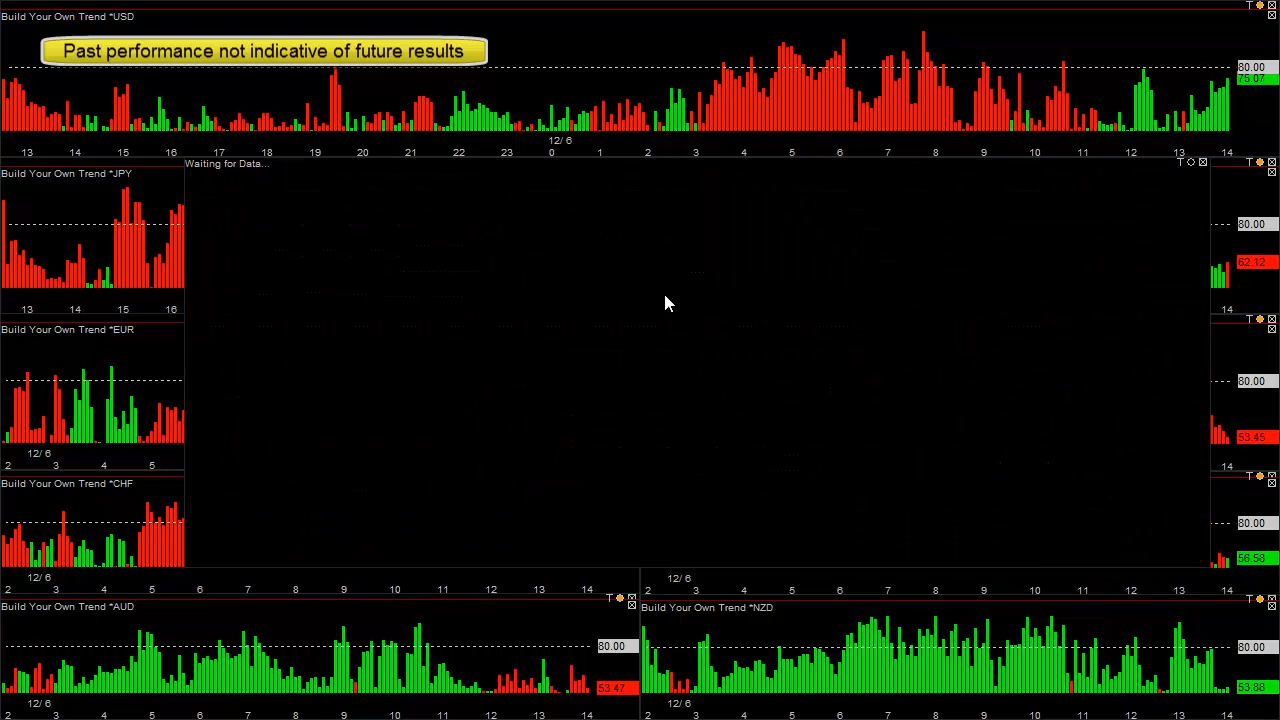 Build Your Own Trend *USD
Past performance not indicative of future results
80.00
75.07
12/ 6
13 14 15 16 17 18 19 20 21 22 23 0 1 2 3 4 5 6 7 8 9 10 11 12 13 14
Waiting for Data...
Build Your Own Trend *JPY
80.00
62.12
13 14 15 16
14
Build Your Own Trend *EUR
80.00
53.45
12/ 6
2 3 4 5
14
Build Your Own Trend *CHF
80.00
56.58
12/ 6
2 3 4 5 6 7 8 9 10 11 12 13 14
12/ 6
2 3 4 5 6 7 8 9 10 11 12 13 14
Build Your Own Trend *AUD
80.00
53.47
12/ 6
2 3 4 5 6 7 8 9 10 11 12 13 14
Build Your Own Trend *NZD
80.00
53.88
12/ 6
2 3 4 5 6 7 8 9 10 11 12 13 14